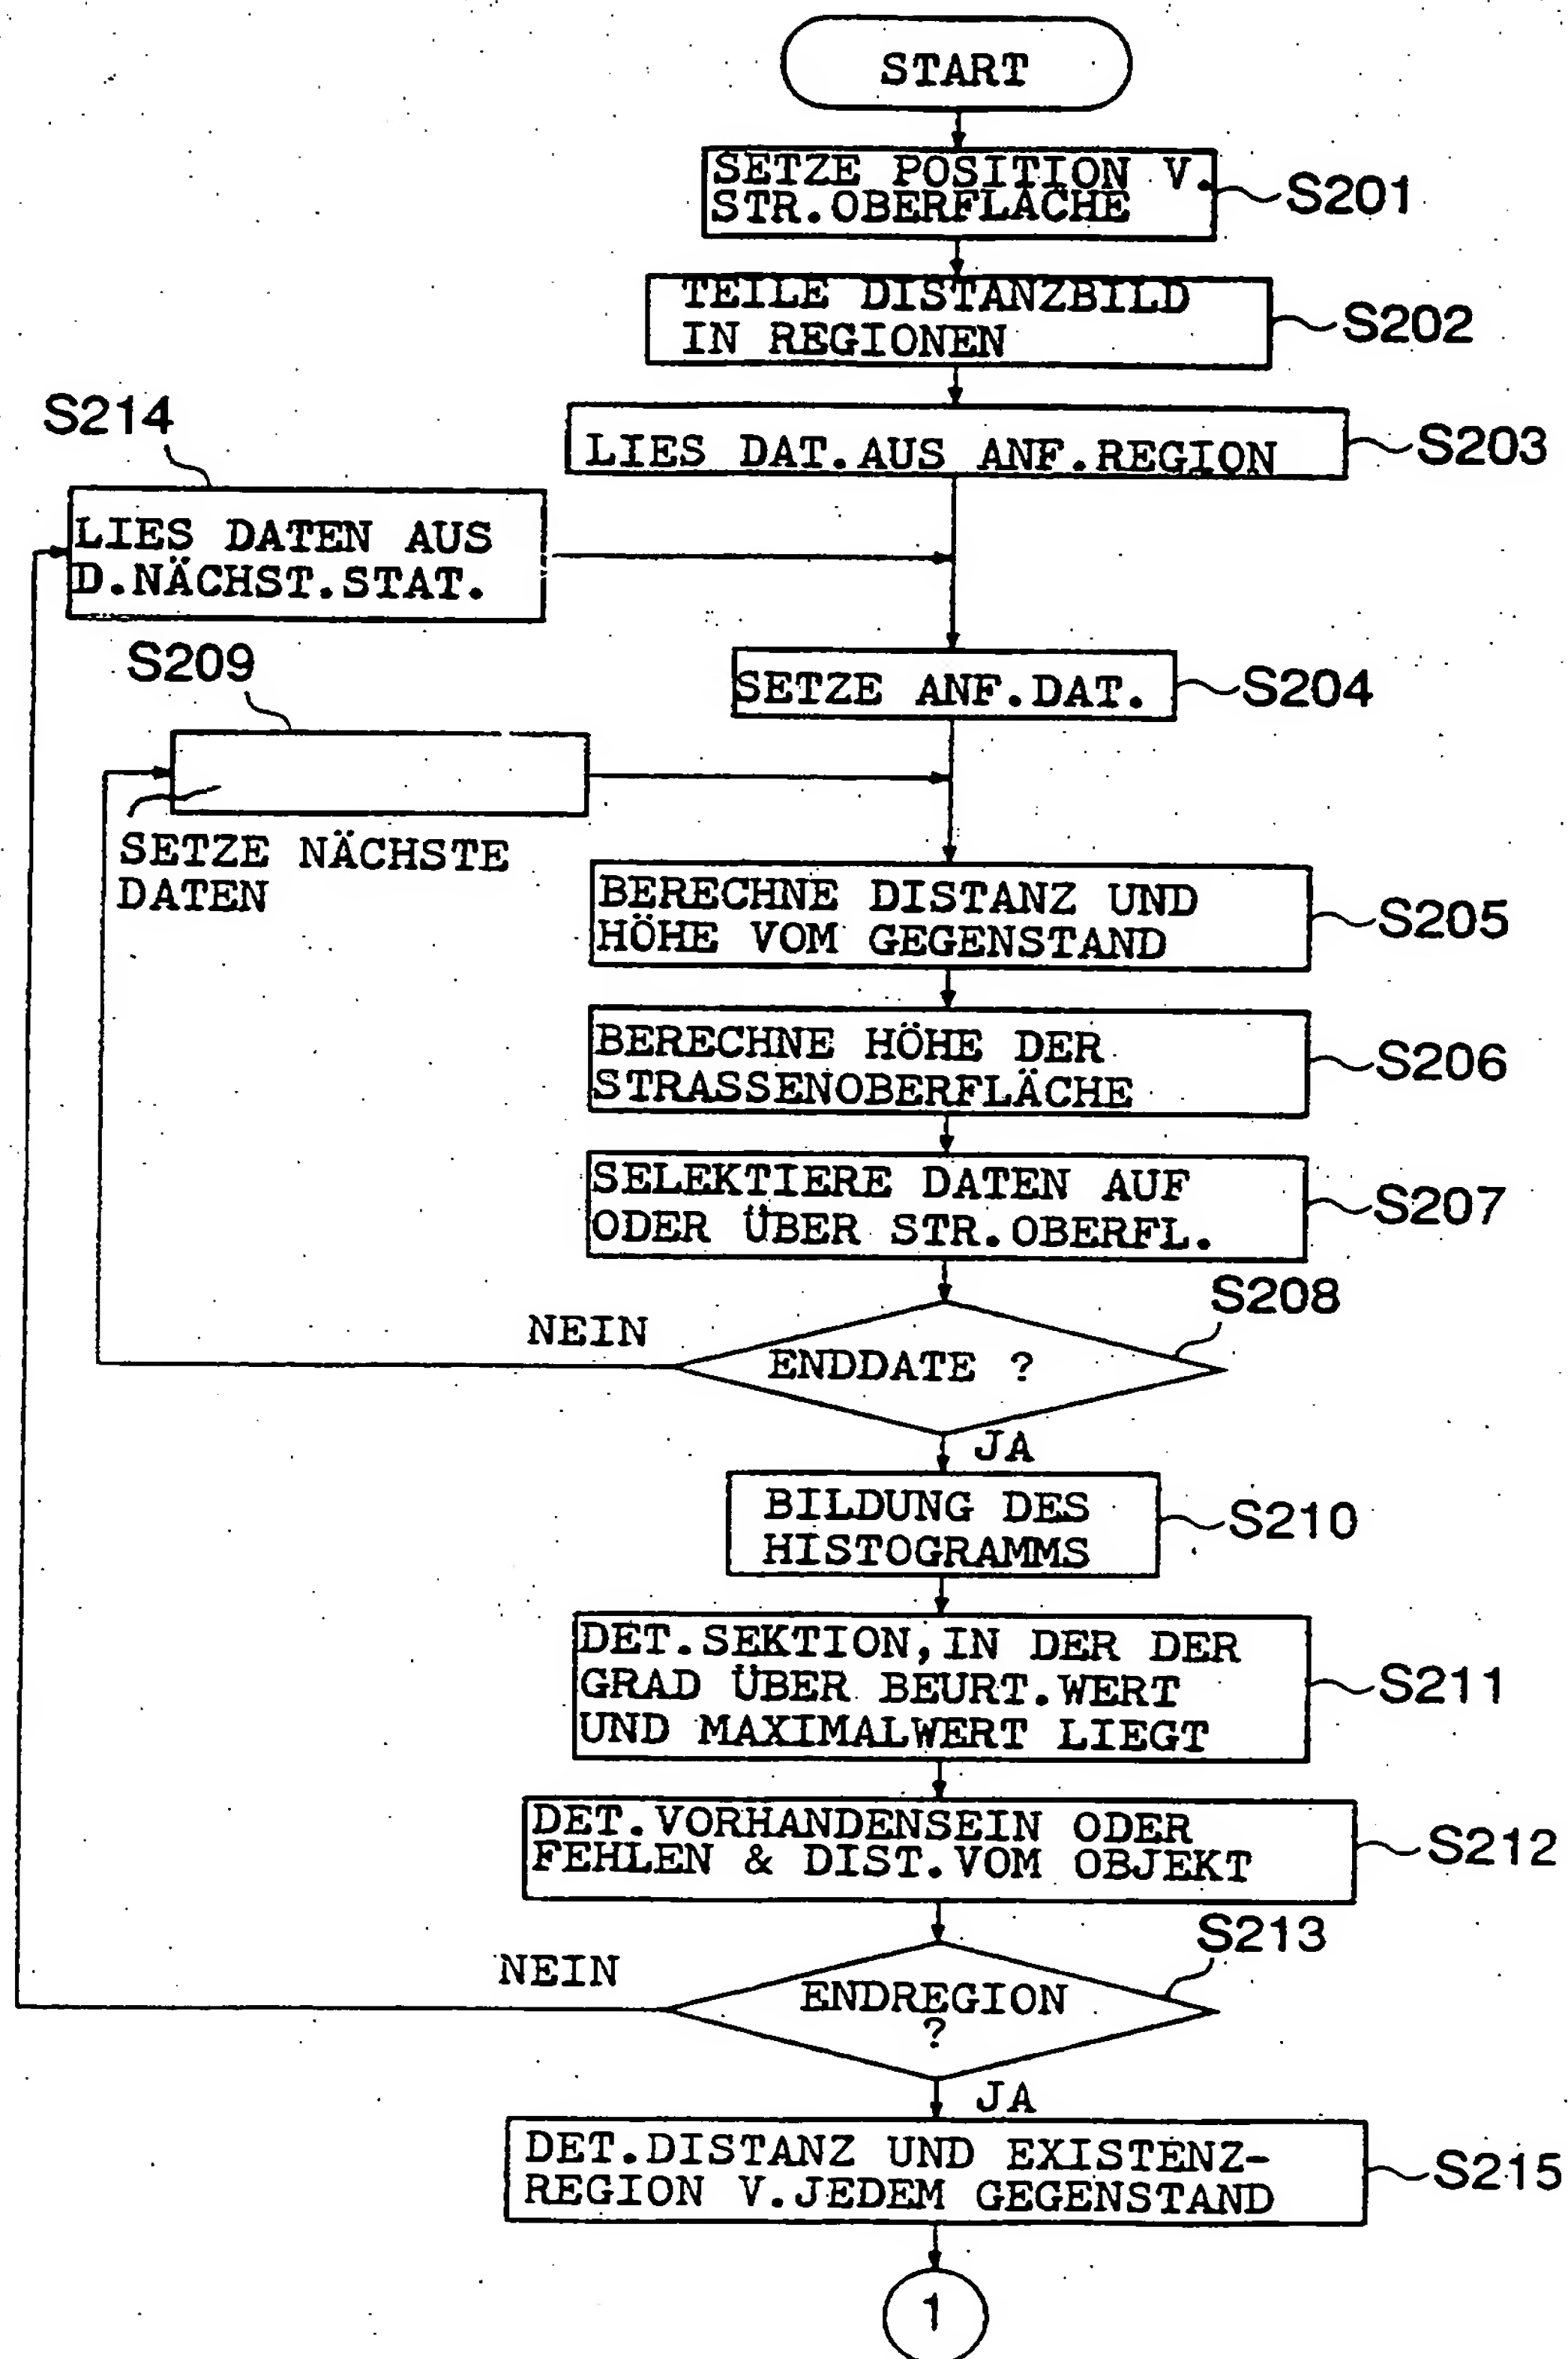 START
SETZE POSITION V.
STR.OBERFLÄCHE
S201
TEILE DISTANZBILD
IN REGIONEN
S202
LIES DAT.AUS ANF.REGION
S203
S214
LIES DATEN AUS
D.NÄCHST.STAT.
SETZE ANF.DAT.
S204
S209
SETZE NÄCHSTE
DATEN
BERECHNE DISTANZ UND
HÖHE VOM GEGENSTAND
S205
BERECHNE HÖHE DER
STRASSENOBERFLÄCHE
S206
SELEKTIERE DATEN AUF
ODER ÜBER STR.OBERFL.
S207
S208
NEIN
ENDDATE ?
JA
BILDUNG DES
HISTOGRAMMS
S210
DET.SEKTION,IN DER DER
GRAD ÜBER BEURT.WERT
UND MAXIMALWERT LIEGT
S211
DET.VORHANDENSEIN ODER
FEHLEN & DIST.VOM OBJEKT
S212
S213
NEIN
ENDREGION
?
JA
DET.DISTANZ UND EXISTENZ-
REGION V.JEDEM GEGENSTAND
S215
1